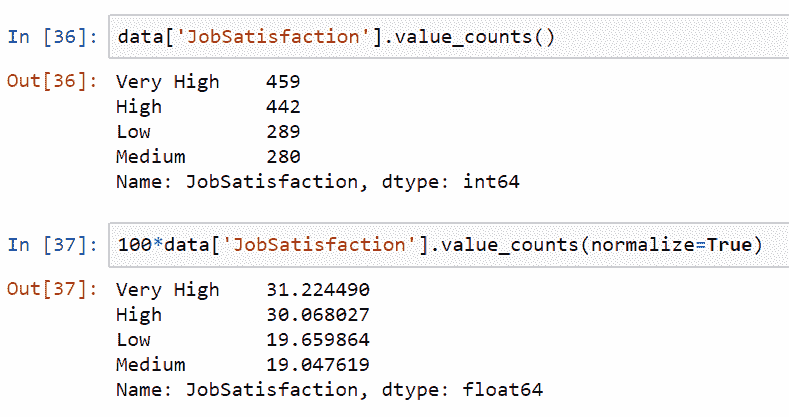 In [36]: data['JobSatisfaction'].value_counts()
Out[36]: Very High    459
High         442
Low          289
Medium       280
Name: JobSatisfaction, dtype: int64
In [37]: 100*data['JobSatisfaction'].value_counts(normalize=True)
Out[37]: Very High    31.224490
High         30.068027
Low          19.659864
Medium       19.047619
Name: JobSatisfaction, dtype: float64